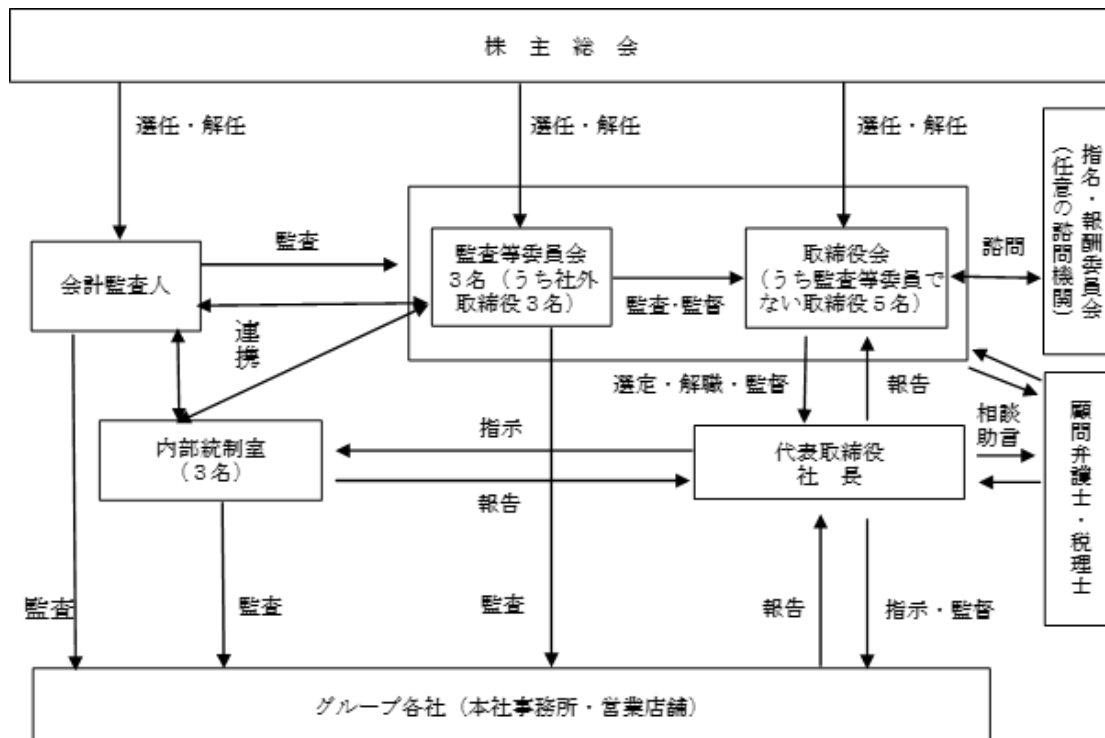 株　主　総　会
選任・解任
選任・解任
選任・解任
指名・報酬委員会
（任意の諮問機関）
会計監査人
監査
監査等委員会
３名（うち社外
取締役３名）
監査・監督
取締役会
（うち監査等委員で
ない取締役５名）
諮問
連携
選定・解職・監督
報告
内部統制室
（３名）
指示
報告
代表取締役
社　長
相談
助言
顧問弁護士・税理士
監査
監査
監査
報告
指示・監督
グループ各社（本社事務所・営業店舗）